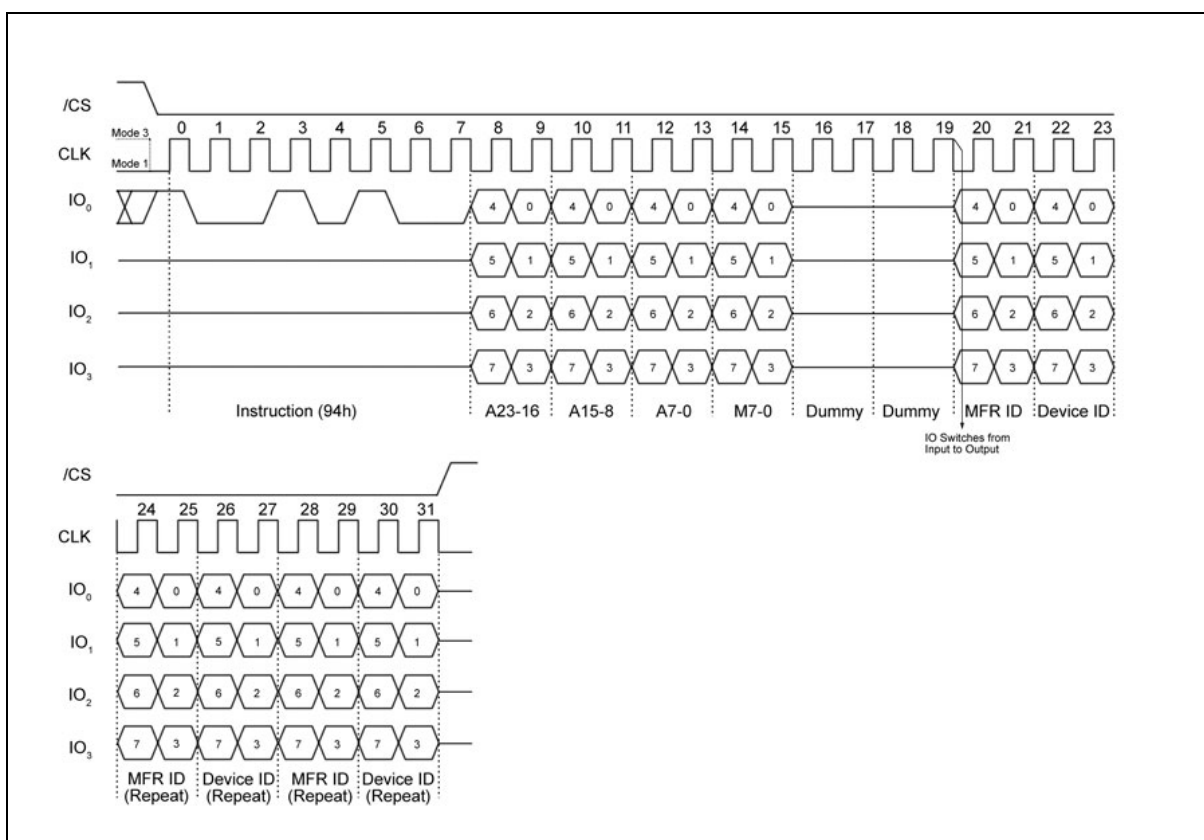 /CS
Mode 3
0 1 2 3 4 5 6 7 8 9 10 11 12 13 14 15 16 17 18 19 20 21 22 23
CLK
Mode 1
IO0 4 0 4 0 4 0 4 0 4 0 4 0
IO1 5 1 5 1 5 1 5 1 5 1 5 1
IO2 6 2 6 2 6 2 6 2 6 2 6 2
IO3 7 3 7 3 7 3 7 3 7 3 7 3
Instruction (94h) A23-16 A15-8 A7-0 M7-0 Dummy Dummy MFR ID Device ID
IO Switches from
Input to Output
/CS
24 25 26 27 28 29 30 31
CLK
IO0 4 0 4 0 4 0 4 0
IO1 5 1 5 1 5 1 5 1
IO2 6 2 6 2 6 2 6 2
IO3 7 3 7 3 7 3 7 3
MFR ID Device ID MFR ID Device ID
(Repeat) (Repeat) (Repeat) (Repeat)